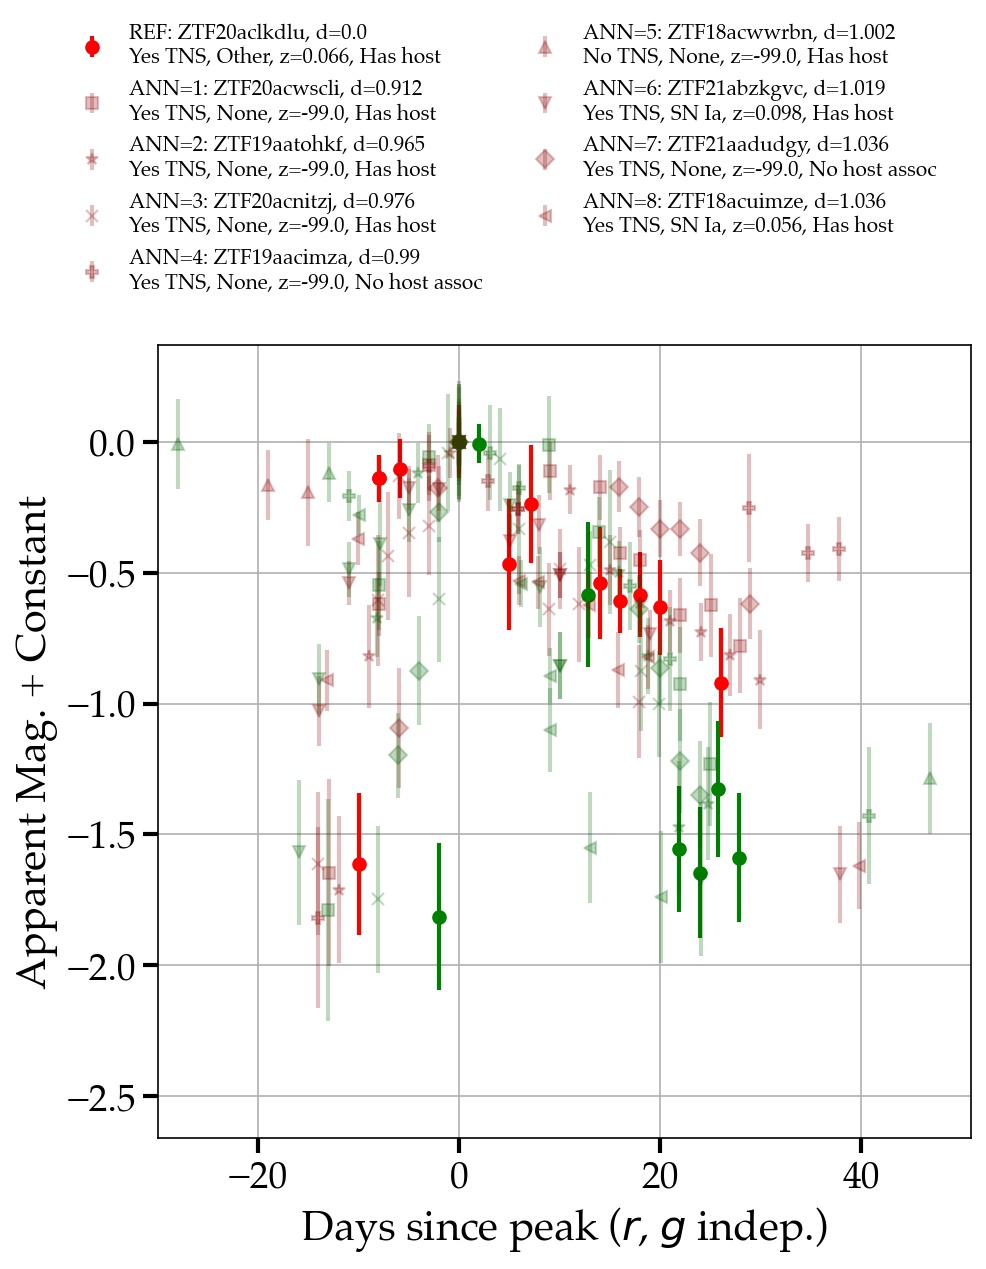 REF: ZTF20aclkdlu, d=0.0
Yes TNS, Other, z=0.066, Has host
ANN=1: ZTF20acwscli, d=0.912
Yes TNS, None, z=-99.0, Has host
ANN=2: ZTF19aatohkf, d=0.965
Yes TNS, None, z=-99.0, Has host
ANN=3: ZTF20acnitzj, d=0.976
Yes TNS, None, z=-99.0, Has host
ANN=4: ZTF19aacimza, d=0.99
Yes TNS, None, z=-99.0, No host assoc
ANN=5: ZTF18acwwrbn, d=1.002
No TNS, None, z=-99.0, Has host
ANN=6: ZTF21abzkgvc, d=1.019
Yes TNS, SN Ia, z=0.098, Has host
ANN=7: ZTF21aadudgy, d=1.036
Yes TNS, None, z=-99.0, No host assoc
ANN=8: ZTF18acuimze, d=1.036
Yes TNS, SN Ia, z=0.056, Has host
Apparent Mag. + Constant
0.0
−0.5
−1.0
−1.5
−2.0
−2.5
−20 0 20 40
Days since peak (r, g indep.)